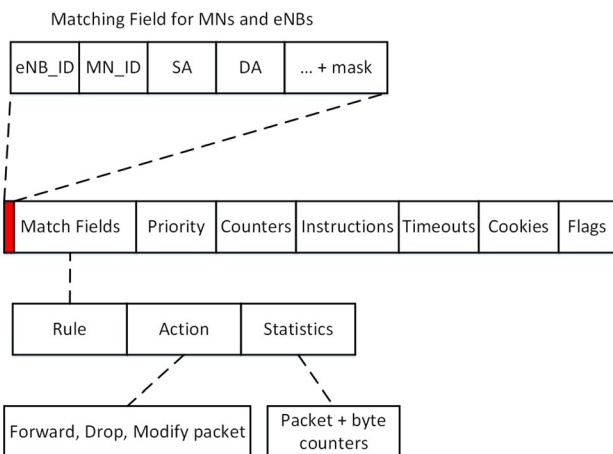 Matching Field for MNs and eNBs
eNB_ID MN_ID SA DA ... + mask
Match Fields Priority Counters Instructions Timeouts Cookies Flags
Rule Action Statistics
Forward, Drop, Modify packet
Packet + byte
counters